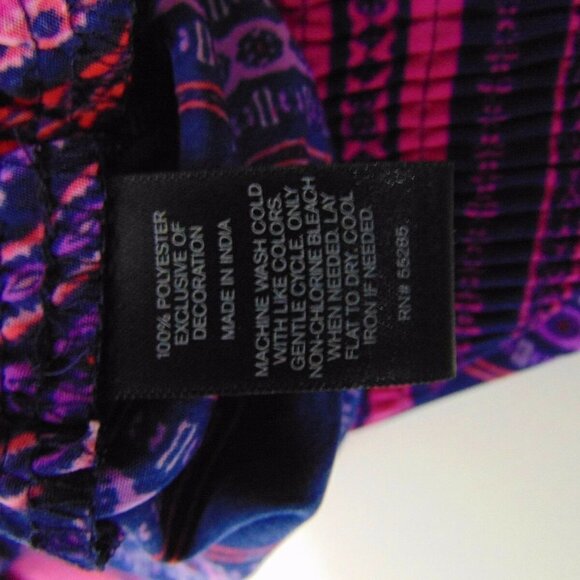 100% POLYESTER
EXCLUSIVE OF
DECORATION
MADE IN INDIA
MACHINE WASH COLD
WITH LIKE COLORS.
GENTLE CYCLE. ONLY
NON-CHLORINE BLEACH
WHEN NEEDED. LAY
FLAT TO DRY. COOL
IRON IF NEEDED.
RN# 55285